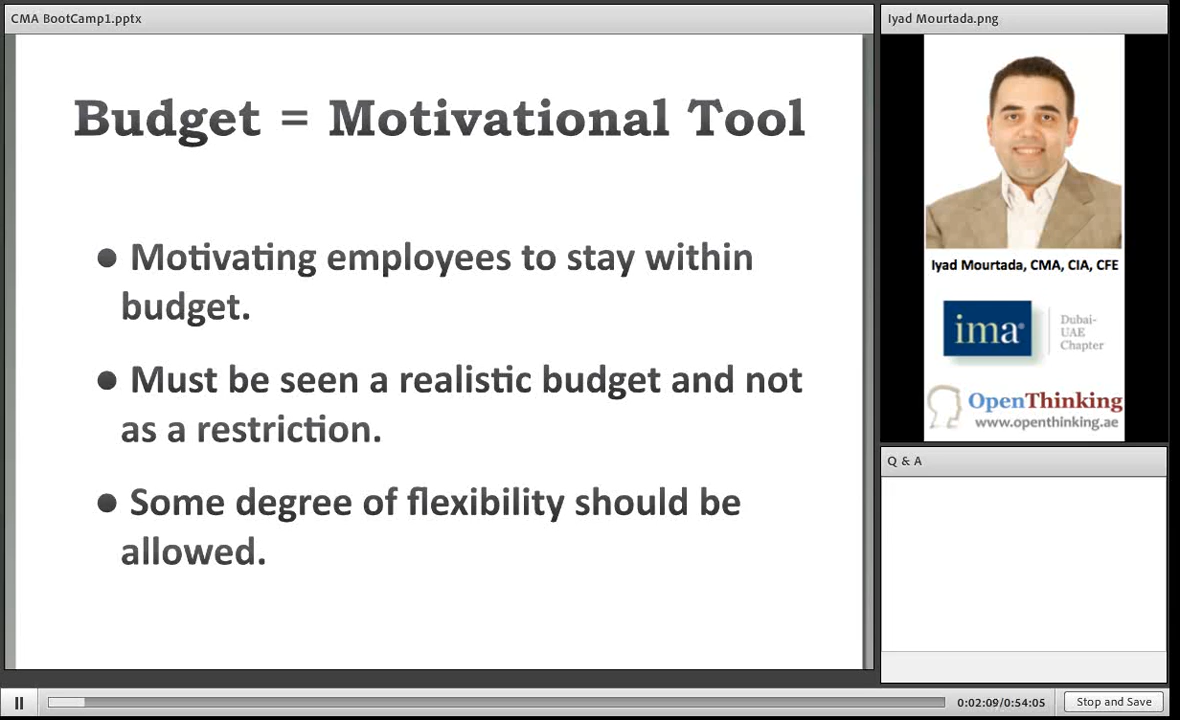 CMA BootCamp1.pptx
Budget = Motivational Tool
● Motivating employees to stay within
budget.
● Must be seen a realistic budget and not
as a restriction.
● Some degree of flexibility should be
allowed.
Iyad Mourtada.png
Iyad Mourtada, CMA, CIA, CFE
ima®
Dubai-
UAE
Chapter
OpenThinking
www.openthinking.ae
Q & A
0:02:09/0:54:05
Stop and Save